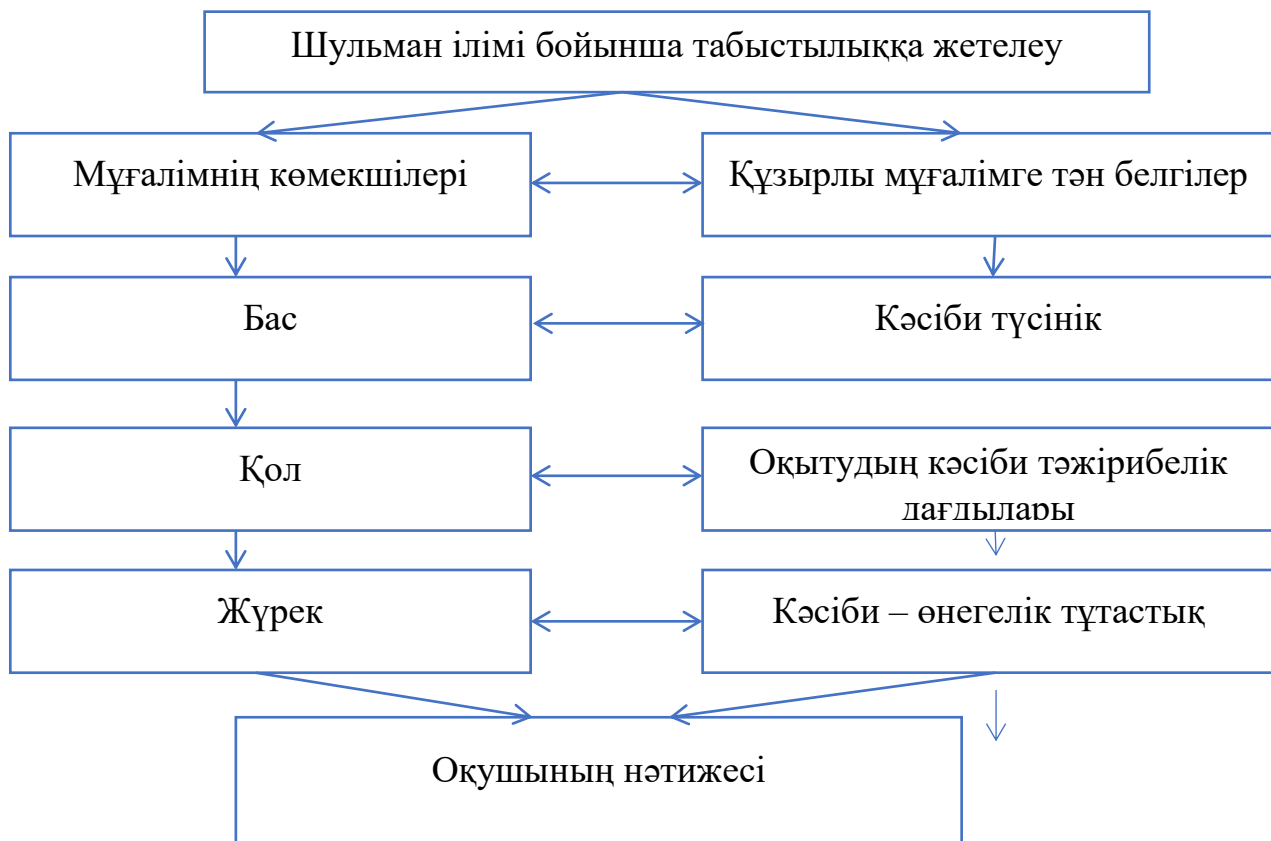 Шульман ілімі бойынша табыстылыққа жетелеу
Мұғалімнің көмекшілері
Құзырлы мұғалімге тән белгілер
Бас
Кәсіби түсінік
Қол
Оқытудың кәсіби тәжірибелік
дағдылары
Жүрек
Кәсіби – өнегелік тұтастық
Оқушының нәтижесі